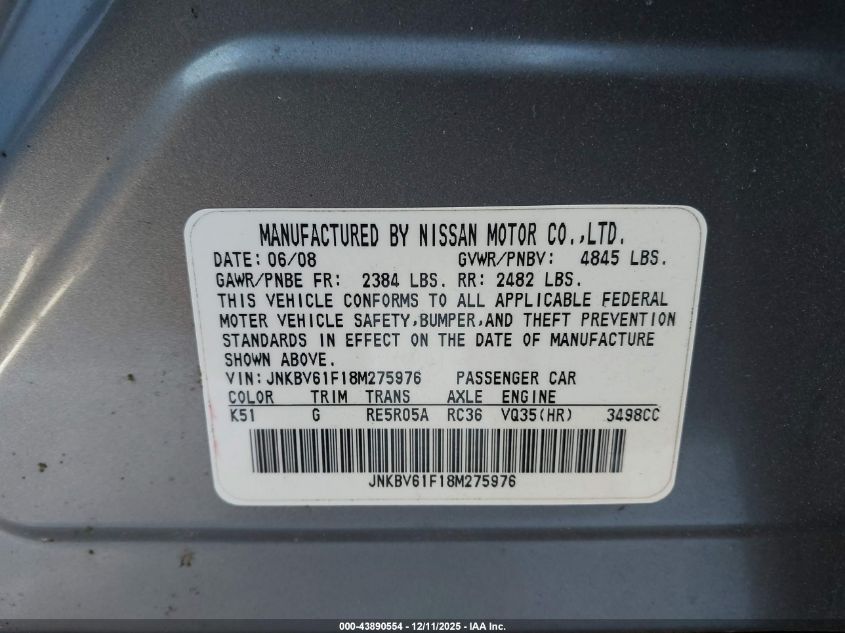 MANUFACTURED BY NISSAN MOTOR CO.,LTD.
DATE: 06/08 GVWR/PNBV: 4845 LBS.
GAWR/PNBE FR: 2384 LBS. RR: 2482 LBS.
THIS VEHICLE CONFORMS TO ALL APPLICABLE FEDERAL
MOTER VEHICLE SAFETY,BUMPER,AND THEFT PREVENTION
STANDARDS IN EFFECT ON THE DATE OF MANUFACTURE
SHOWN ABOVE.
VIN:JNKBV61F18M275976 PASSENGER CAR
COLOR TRIM TRANS AXLE ENGINE
K51 G RE5R05A RC36 VQ35(HR) 3498CC
JNKBV61F18M275976
000-43890554 - 12/11/2025 - IAA Inc.